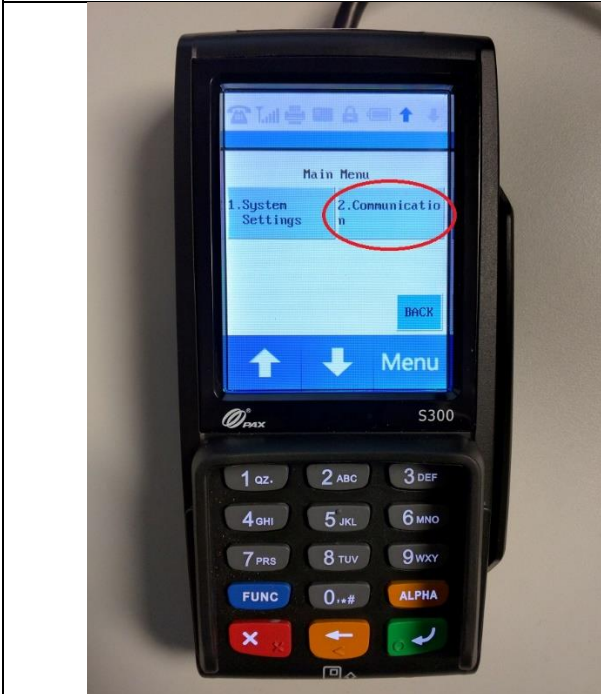 Main Menu
1.System
Settings
2.Communicatio
n
BACK
Menu
PAX
S300
1 QZ.
2 ABC
3 DEF
4 GHI
5 JKL
6 MNO
7 PRS
8 TUV
9 WXY
FUNC
0,*#
ALPHA